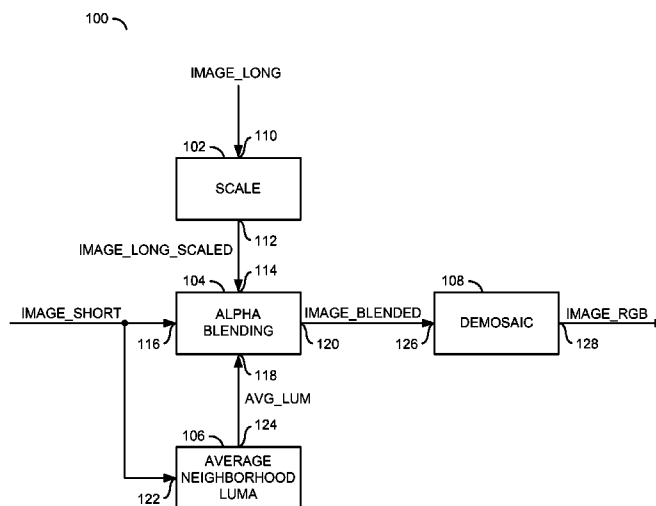 100
IMAGE_LONG
102
110
SCALE
112
IMAGE_LONG_SCALED
104
114
108
IMAGE_SHORT
ALPHA
BLENDING
IMAGE_BLENDED
DEMOSAIC
IMAGE_RGB
116
120
126
128
118
AVG_LUM
106
124
AVERAGE
NEIGHBORHOOD
LUMA
122